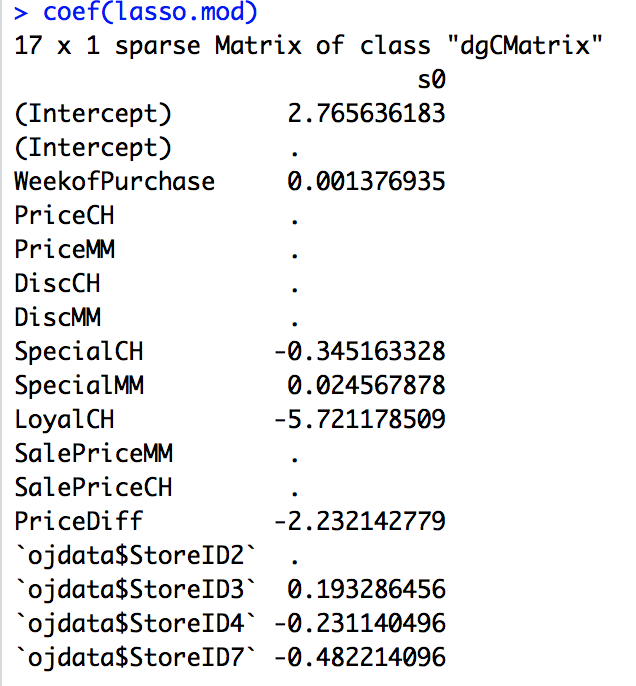 > coef(lasso.mod)
17 x 1 sparse Matrix of class "dgCMatrix"
s0
(Intercept) 2.765636183
(Intercept) .
WeekofPurchase 0.001376935
PriceCH .
PriceMM .
DiscCH .
DiscMM .
SpecialCH -0.345163328
SpecialMM 0.024567878
LoyalCH -5.721178509
SalePriceMM .
SalePriceCH .
PriceDiff -2.232142779
`ojdata$StoreID2` .
`ojdata$StoreID3` 0.193286456
`ojdata$StoreID4` -0.231140496
`ojdata$StoreID7` -0.482214096